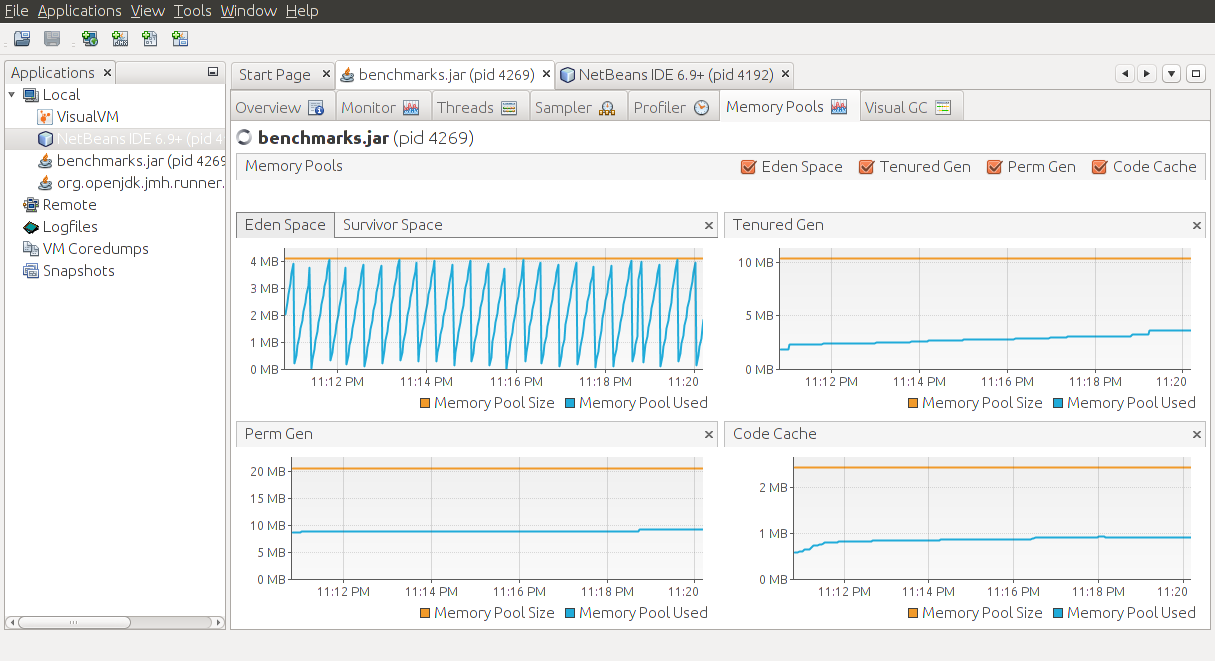 File Applications View Tools Window Help
Applications
Local
VisualVM
NetBeans IDE 6.9+ (pid 4
benchmarks.jar (pid 4269
org.openjdk.jmh.runner.
Remote
Logfiles
VM Coredumps
Snapshots
Start Page benchmarks.jar (pid 4269) NetBeans IDE 6.9+ (pid 4192)
Overview Monitor Threads Sampler Profiler Memory Pools Visual GC
benchmarks.jar (pid 4269)
Memory Pools Eden Space Tenured Gen Perm Gen Code Cache
Eden Space Survivor Space
4 MB
3 MB
2 MB
1 MB
0 MB
11:12 PM 11:14 PM 11:16 PM 11:18 PM 11:20
Memory Pool Size Memory Pool Used
Tenured Gen
10 MB
5 MB
0 MB
11:12 PM 11:14 PM 11:16 PM 11:18 PM 11:20
Memory Pool Size Memory Pool Used
Perm Gen
20 MB
15 MB
10 MB
5 MB
0 MB
11:12 PM 11:14 PM 11:16 PM 11:18 PM 11:20
Memory Pool Size Memory Pool Used
Code Cache
2 MB
1 MB
0 MB
11:12 PM 11:14 PM 11:16 PM 11:18 PM 11:20
Memory Pool Size Memory Pool Used